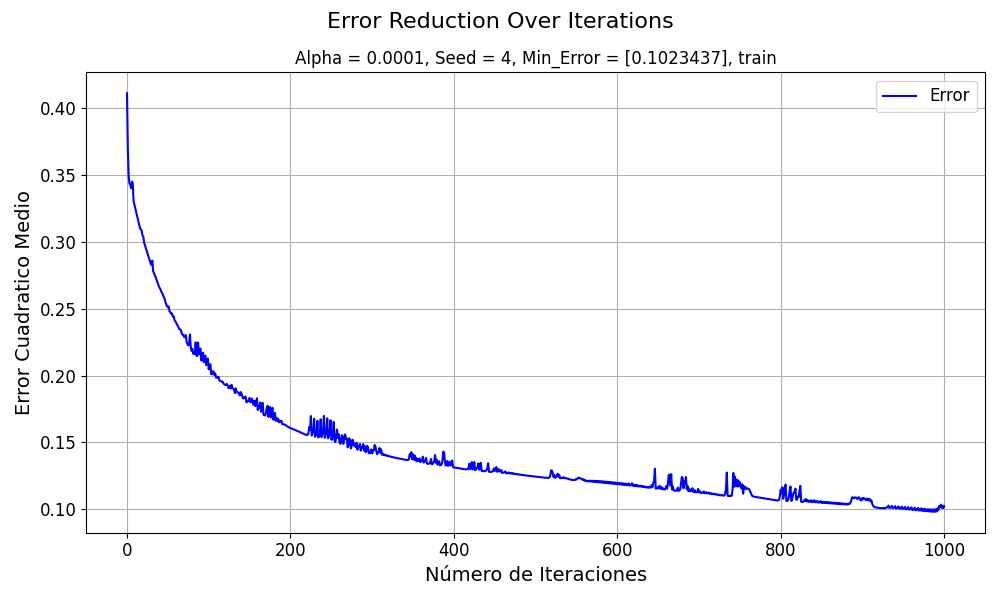 Error Reduction Over Iterations
Alpha = 0.0001, Seed = 4, Min_Error = [0.1023437], train
Error
Error Cuadratico Medio
0.40
0.35
0.30
0.25
0.20
0.15
0.10
0 200 400 600 800 1000
Número de Iteraciones